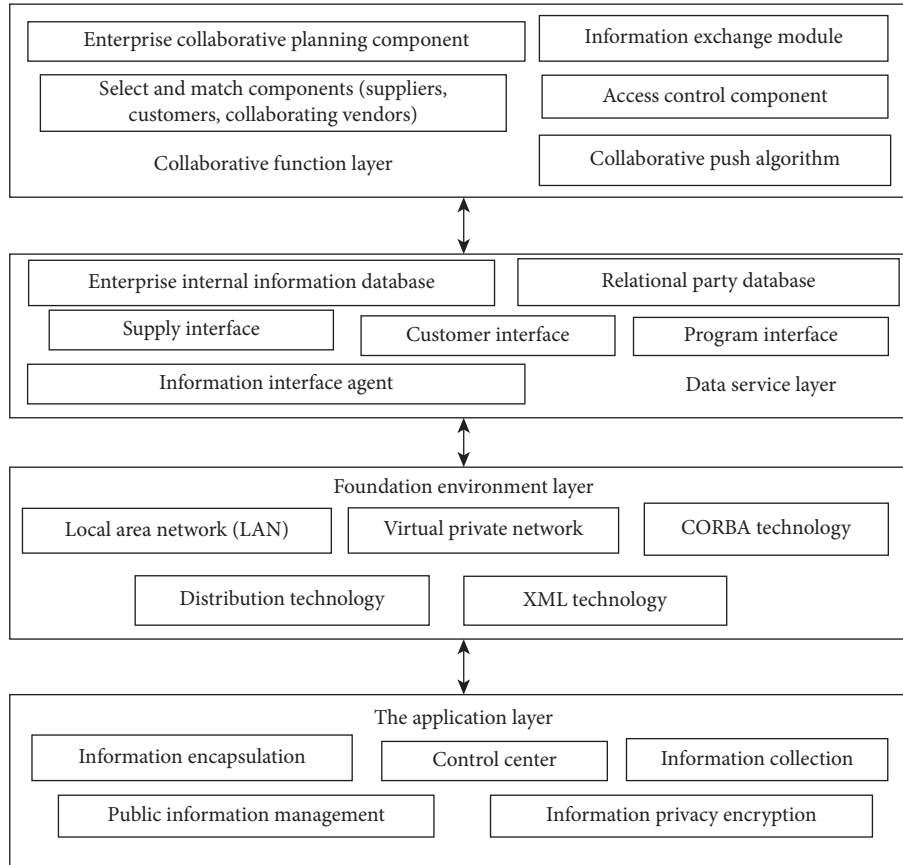 Enterprise collaborative planning component
Information exchange module
Select and match components (suppliers,
customers, collaborating vendors)
Access control component
Collaborative function layer
Collaborative push algorithm
Enterprise internal information database
Relational party database
Supply interface
Customer interface
Program interface
Information interface agent
Data service layer
Foundation environment layer
Local area network (LAN)
Virtual private network
CORBA technology
Distribution technology
XML technology
The application layer
Information encapsulation
Control center
Information collection
Public information management
Information privacy encryption